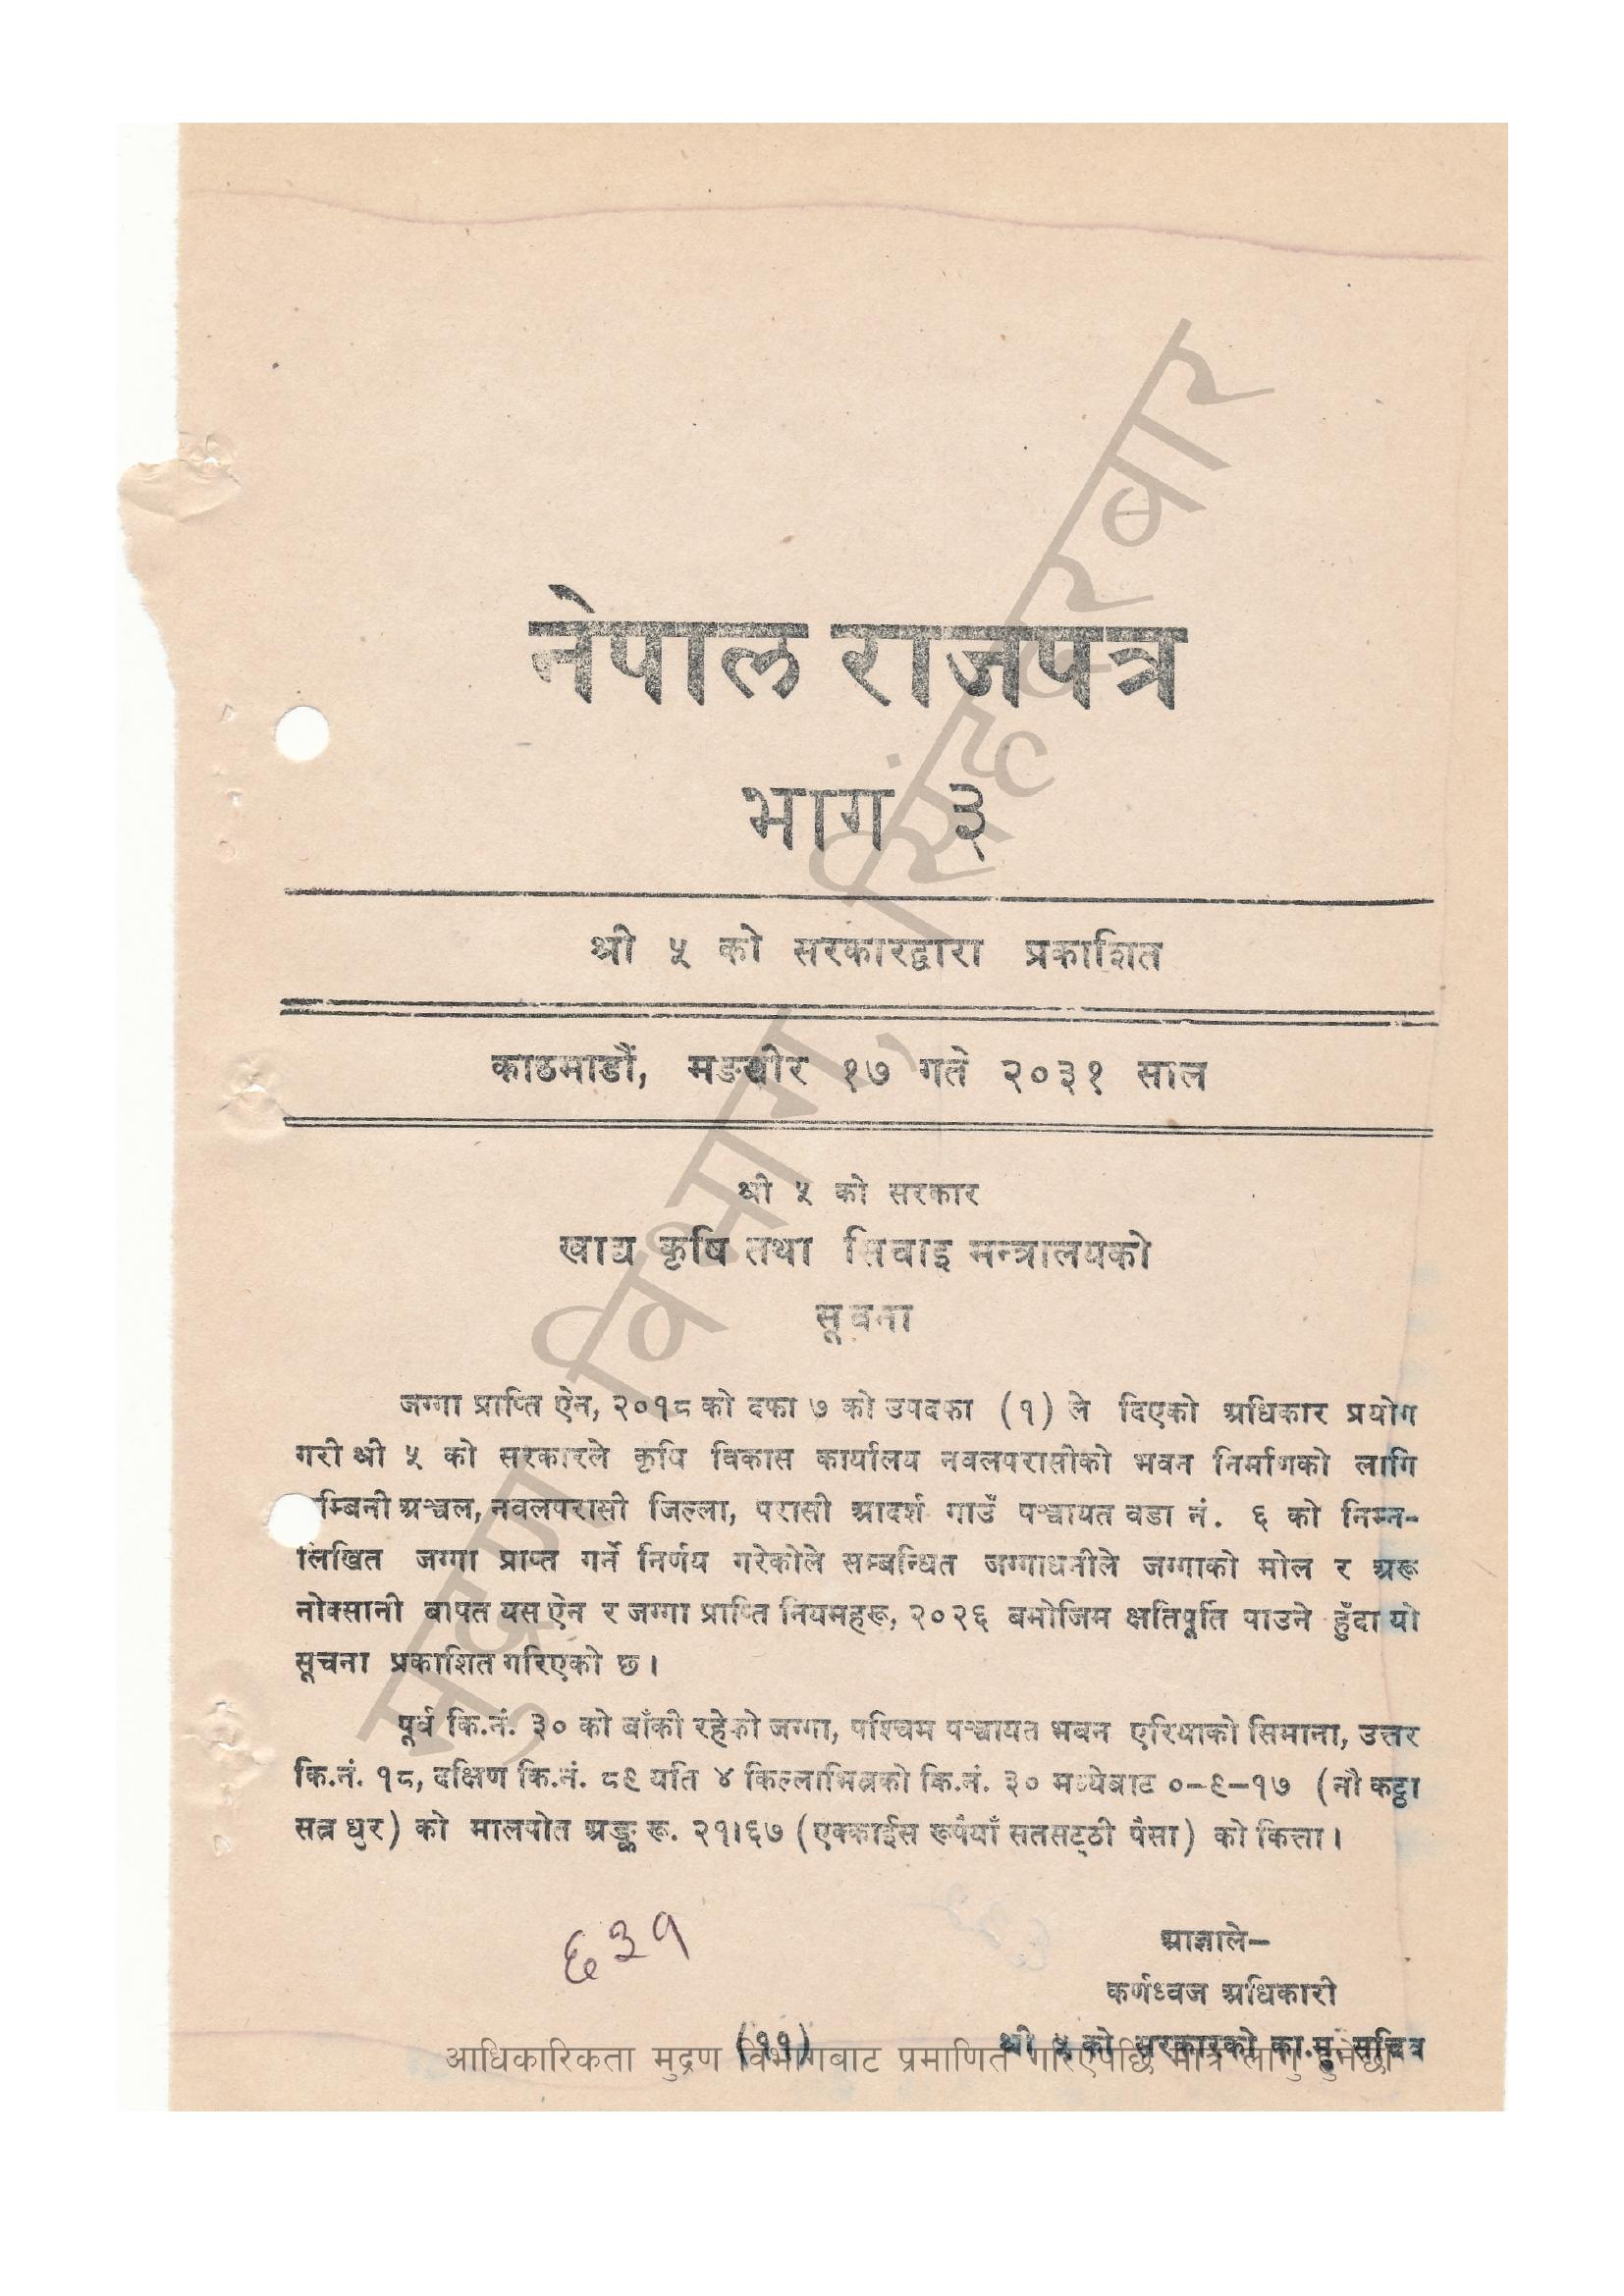 नेपाल राजपत्र
भाग ३
श्री ५ को सरकारद्वारा प्रकाशित
काठमाडौं, मङ्सीर १७ गते २०३१ साल
श्री ५ को सरकार
खाद्य कृषि तथा सिंचाइ मन्त्रालयको
सूचना
जग्गा प्राप्ति ऐन, २०१८ को दफा ७ को उपदफा (१) ले दिएको अधिकार प्रयोग
गरी श्री ५ को सरकारले कृषि विकास कार्यालय नवलपरासीको भवन निर्माणको लागि
म्बिनी अञ्चल, नवलपरासी जिल्ला, परासी आदर्श गाउँ पञ्चायत वडा नं. ६ को निम्न-
लिखित जग्गा प्राप्त गर्ने निर्णय गरेकोले सम्बन्धित जग्गाधनीले जग्गाको मोल र अरू
नोक्सानी बापत यस ऐन र जग्गा प्राप्ति नियमहरू, २०२६ बमोजिम क्षतिपूर्ति पाउने हुँदा यो
सूचना प्रकाशित गरिएको छ।
पूर्व कि.नं. ३० को बाँकी रहेको जग्गा, पश्चिम पञ्चायत भवन एरियाको सिमाना, उत्तर
कि.नं. १८, दक्षिण कि.नं. ८९ यति ४ किल्लाभित्रको कि.नं. ३० मध्येबाट ०-९-१७ (नौ कट्ठा
सत्र धुर) को मालपोत अङ्क रू. २१।६७ (एक्काईस रूपैयाँ सतसट्ठी पैसा) को कित्ता।
६३१
आज्ञाले-
कर्णध्वज अधिकारी
(११) श्री ५ को सरकारको का.मु. सचिव
मुद्रण विभाग, सिंहदरबार
आधिकारिकता मुद्रण विभागबाट प्रमाणित गरिएपछि मात्र लागु हुनेछ।